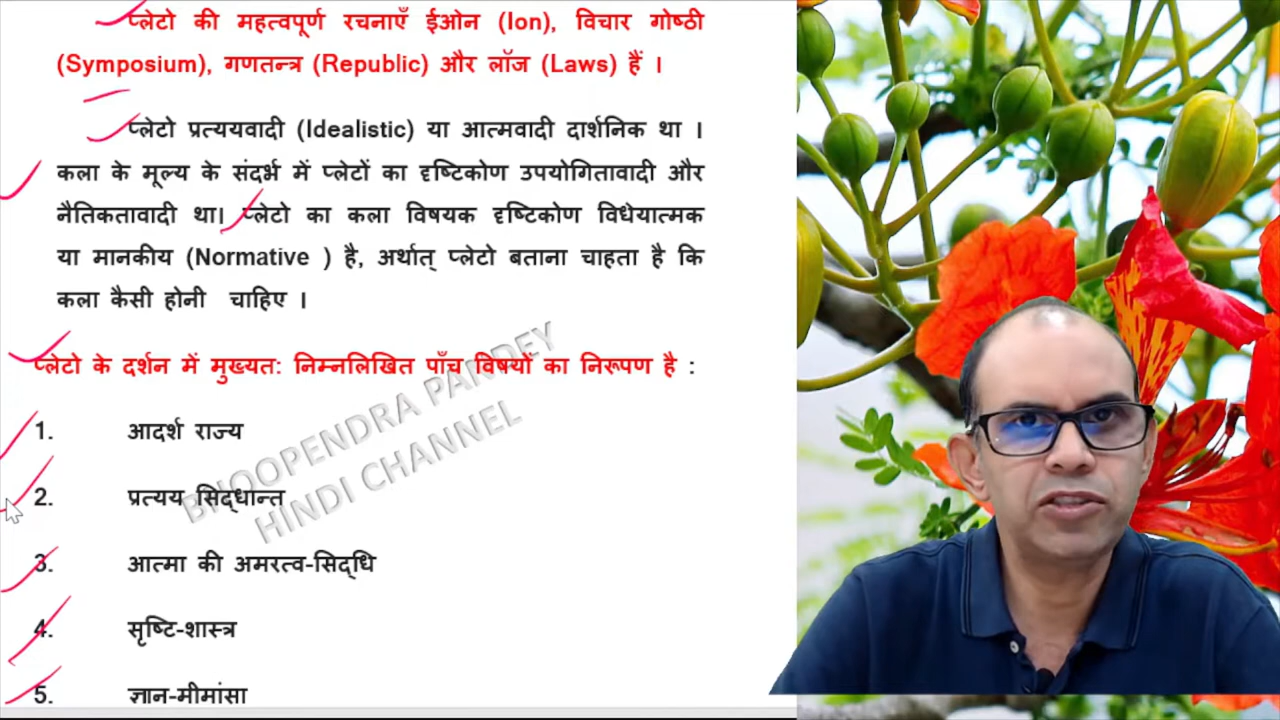 प्लेटो की महत्वपूर्ण रचनाएँ ईओन (Ion), विचार गोष्ठी
(Symposium), गणतन्त्र (Republic) और लॉज (Laws) हैं ।
प्लेटो प्रत्ययवादी (Idealistic) या आत्मवादी दार्शनिक था ।
कला के मूल्य के संदर्भ में प्लेटों का दृष्टिकोण उपयोगितावादी और
नैतिकतावादी था। प्लेटो का कला विषयक दृष्टिकोण विधेयात्मक
या मानकीय (Normative ) है, अर्थात् प्लेटो बताना चाहता है कि
कला कैसी होनी चाहिए ।
प्लेटो के दर्शन में मुख्यत: निम्नलिखित पाँच विषयों का निरूपण है :
1. आदर्श राज्य
2. प्रत्यय सिद्धान्त
3. आत्मा की अमरत्व-सिद्धि
4. सृष्टि-शास्त्र
5. ज्ञान-मीमांसा
BHOOPENDRA PANDEY
HINDI CHANNEL